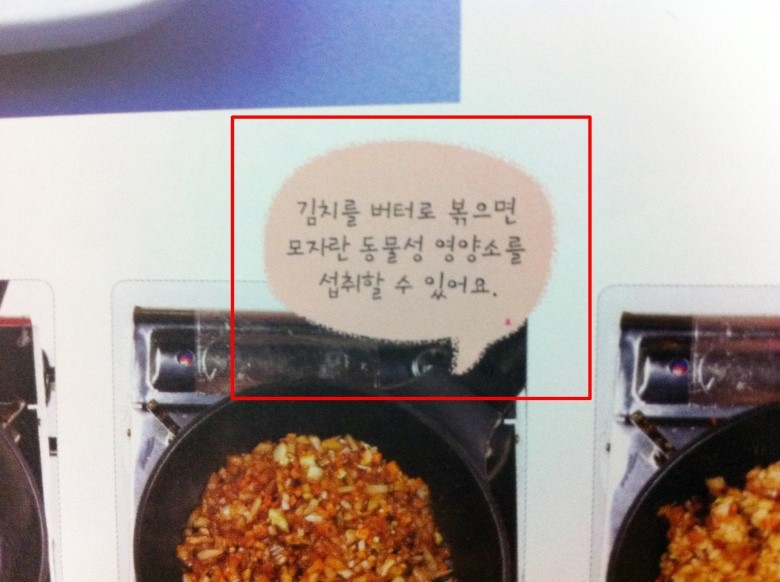 김치를 버터로 볶으면
모자란 동물성 영양소를
섭취할 수 있어요.